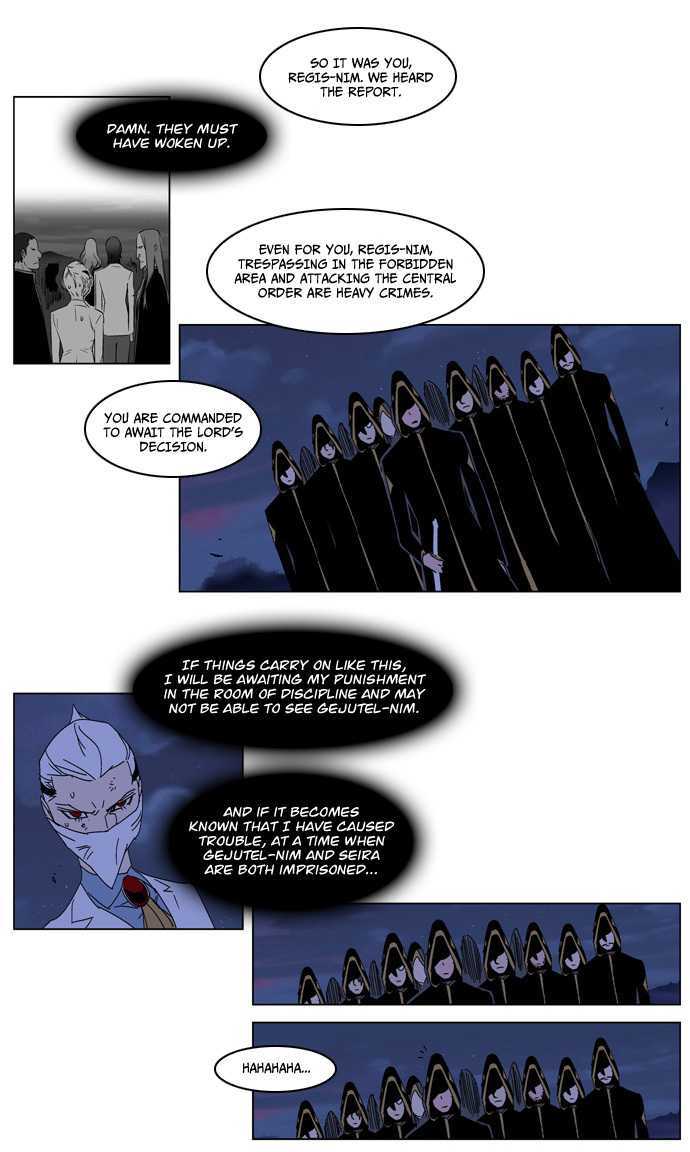 SO IT WAS YOU,
REGIS-NIM. WE HEARD
THE REPORT.
DAMN. THEY MUST
HAVE WOKEN UP.
EVEN FOR YOU, REGIS-NIM,
TRESPASSING IN THE FORBIDDEN
AREA AND ATTACKING THE CENTRAL
ORDER ARE HEAVY CRIMES.
YOU ARE COMMANDED
TO AWAIT THE LORD'S
DECISION.
IF THINGS CARRY ON LIKE THIS,
I WILL BE AWAITING MY PUNISHMENT
IN THE ROOM OF DISCIPLINE AND MAY
NOT BE ABLE TO SEE GEJUTEL-NIM.
AND IF IT BECOMES
KNOWN THAT I HAVE CAUSED
TROUBLE, AT A TIME WHEN
GEJUTEL-NIM AND SEIRA
ARE BOTH IMPRISONED...
HAHAHAHA...